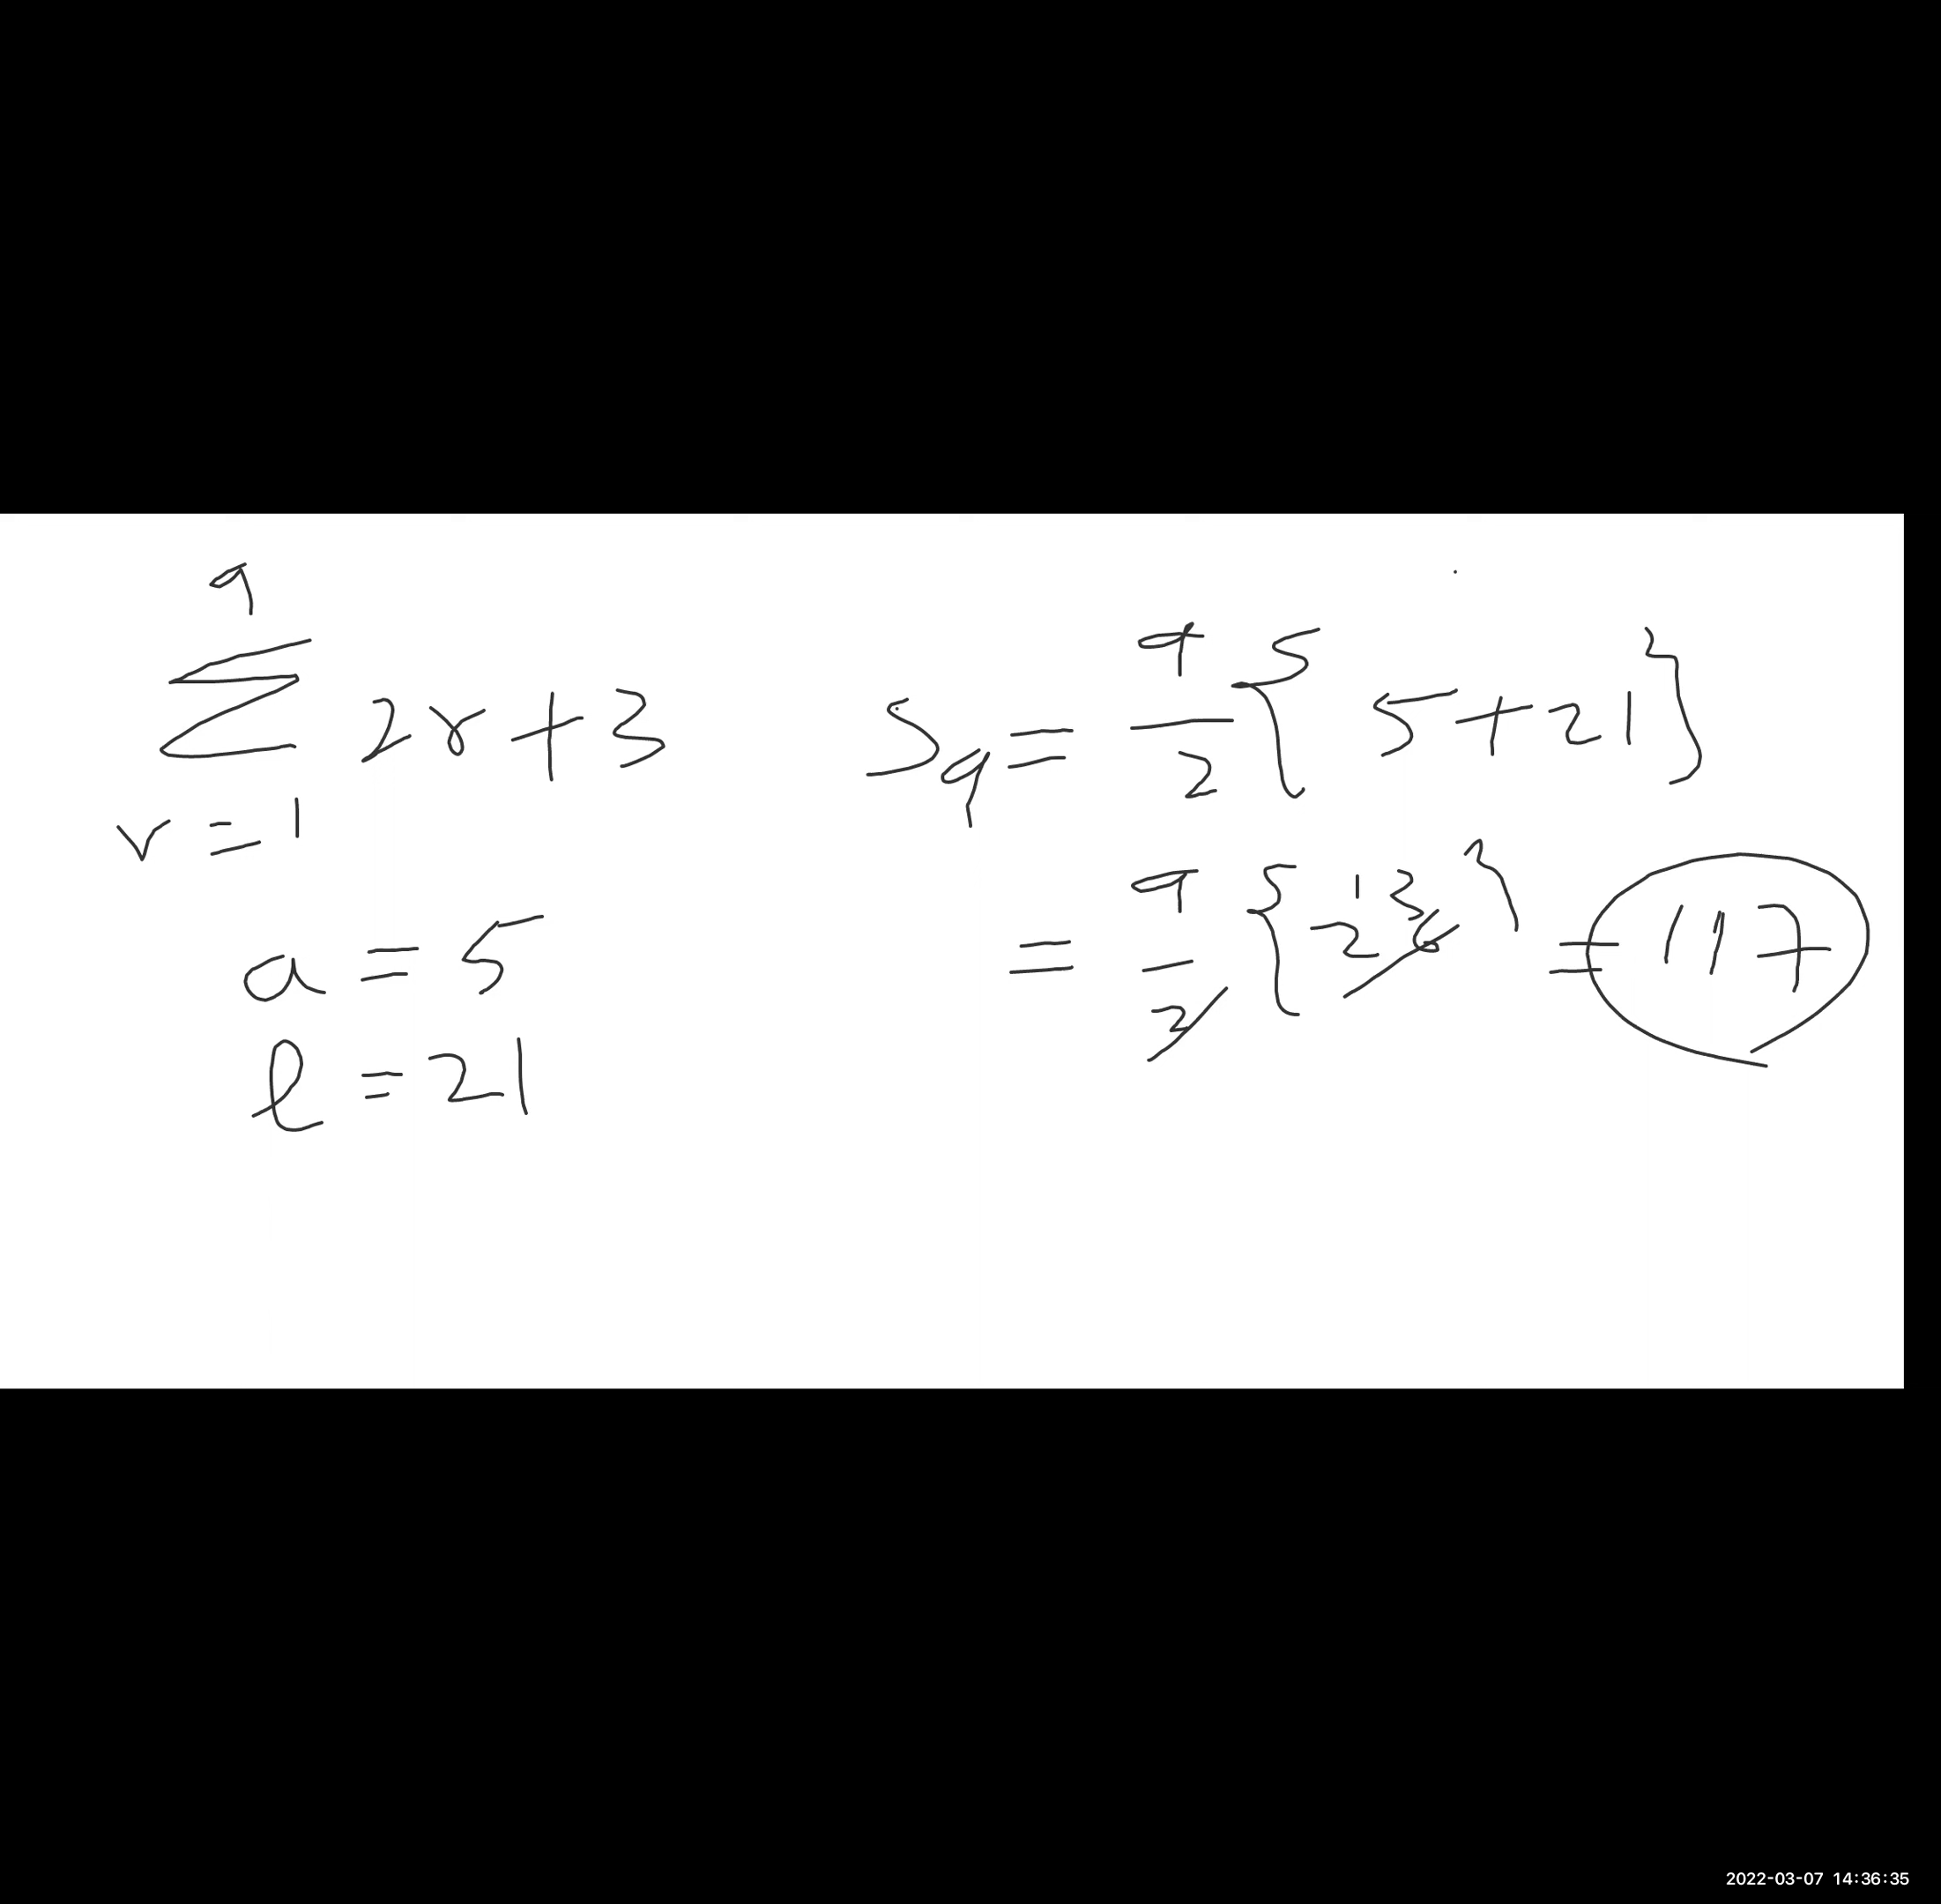 9
Σ 2r+3
r = 1
a = 5
l = 21
S9 = 9/2 { 5 + 21 }
= 9/2 { 26 } 13 = 117
2022-03-07 14:36:35